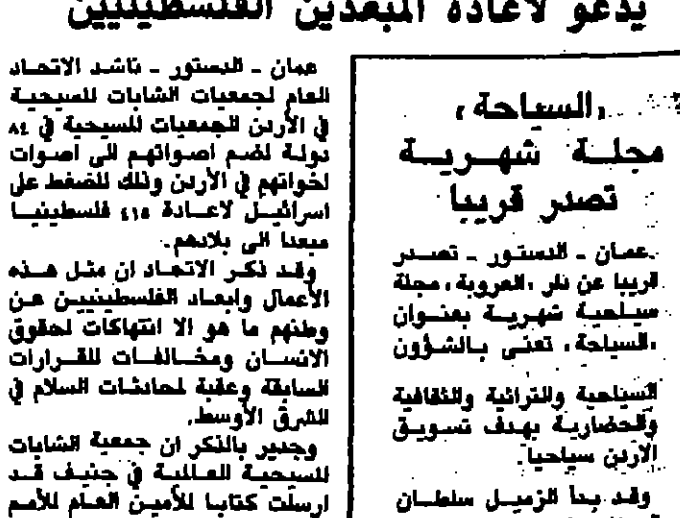 يدعو لاعادة المبعدين الفلسطينيين
عمان - الدستور - ناشد الاتحاد
العام لجمعيات الشابات المسيحية
في الأردن الجمعيات المسيحية في ٨٤
دولة لضم اصواتهم الى اصوات
اخواتهم في الأردن وذلك للضغط على
اسرائيل لاعادة ٤١٥ فلسطينيا
مبعدا الى بلادهم.
وقد ذكر الاتحاد ان مثل هذه
الأعمال وابعاد الفلسطينيين عن
وطنهم ما هو الا انتهاكات لحقوق
الانسان ومخالفات للقرارات
السابقة وعقبة لمحادثات السلام في
الشرق الأوسط.
وجدير بالذكر ان جمعية الشابات
المسيحية العالمية في جنيف قد
ارسلت كتابا للأمين العام للأمم
«السياحة»
مجلة شهرية
تصدر قريبا
عمان - الدستور - تصدر
قريبا عن دار «العروبة» مجلة
سياحية شهرية بعنوان
«السياحة» تعنى بالشؤون
السياحية والتراثية والثقافية
والحضارية بهدف تسويق
الأردن سياحيا.
وقد بدأ الزميل سلطان